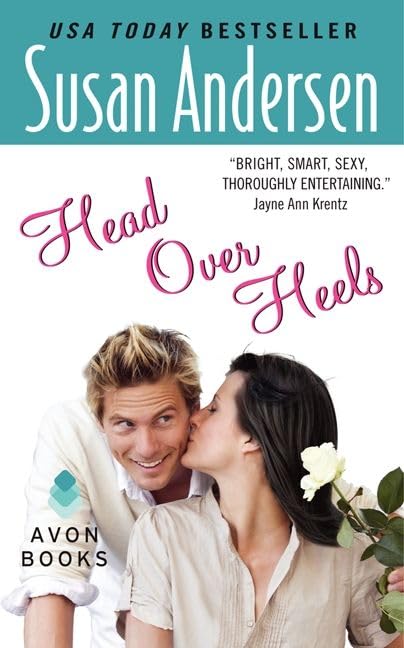 USA TODAY BESTSELLER
Susan Andersen
“BRIGHT, SMART, SEXY,
THOROUGHLY ENTERTAINING.”
Jayne Ann Krentz
Head
Over
Heels
AVON
BOOKS